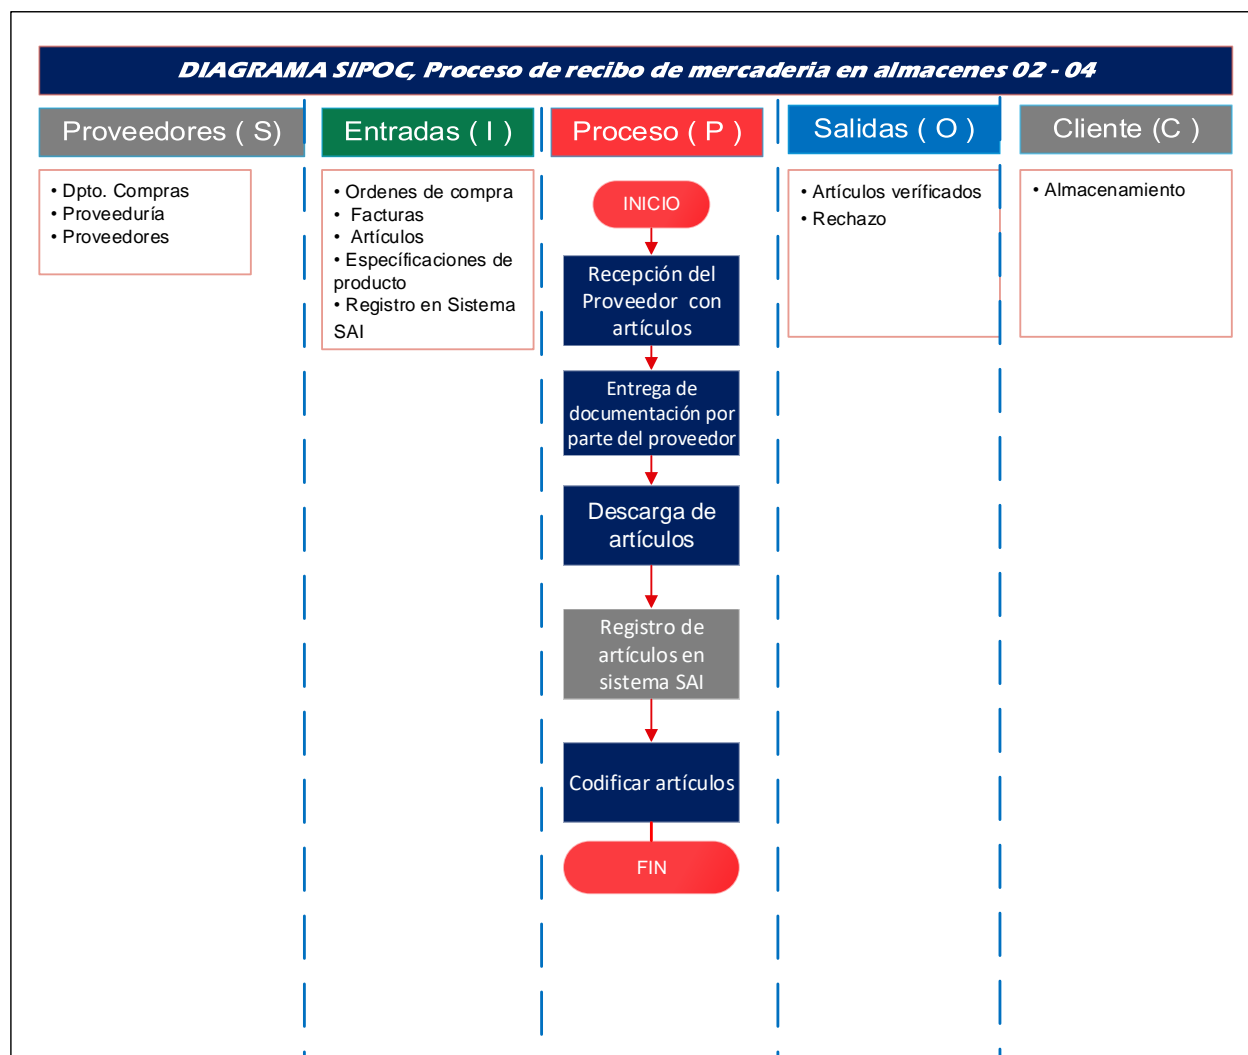 DIAGRAMA SIPOC, Proceso de recibo de mercaderia en almacenes 02 - 04
Proveedores ( S)
Entradas ( I )
Proceso ( P )
Salidas ( O )
Cliente (C )
• Dpto. Compras
• Proveeduría
• Proveedores
• Ordenes de compra
• Facturas
• Artículos
• Específicaciones de
producto
• Registro en Sistema
SAI
INICIO
Recepción del
Proveedor con
artículos
Entrega de
documentación por
parte del proveedor
Descarga de
artículos
Registro de
artículos en
sistema SAI
Codificar artículos
FIN
• Artículos verífícados
• Rechazo
• Almacenamiento